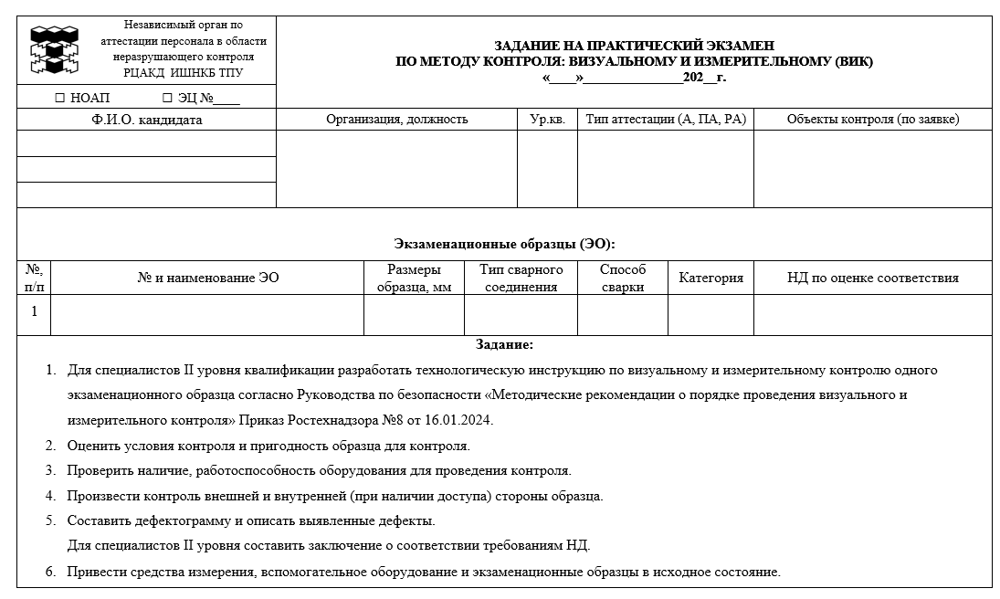 Независимый орган по
аттестации персонала в области
неразрушающего контроля
РЦАКД ИШНКБ ТПУ
☐ НОАП ☐ ЭЦ №____
ЗАДАНИЕ НА ПРАКТИЧЕСКИЙ ЭКЗАМЕН
ПО МЕТОДУ КОНТРОЛЯ: ВИЗУАЛЬНОМУ И ИЗМЕРИТЕЛЬНОМУ (ВИК)
«____»_______________202__г.
Ф.И.О. кандидата
Организация, должность
Ур.кв.
Тип аттестации (А, ПА, РА)
Объекты контроля (по заявке)
Экзаменационные образцы (ЭО):
№,
п/п
№ и наименование ЭО
Размеры
образца, мм
Тип сварного
соединения
Способ
сварки
Категория
НД по оценке соответствия
1
Задание:
1. Для специалистов II уровня квалификации разработать технологическую инструкцию по визуальному и измерительному контролю одного
экзаменационного образца согласно Руководства по безопасности «Методические рекомендации о порядке проведения визуального и
измерительного контроля» Приказ Ростехнадзора №8 от 16.01.2024.
2. Оценить условия контроля и пригодность образца для контроля.
3. Проверить наличие, работоспособность оборудования для проведения контроля.
4. Произвести контроль внешней и внутренней (при наличии доступа) стороны образца.
5. Составить дефектограмму и описать выявленные дефекты.
Для специалистов II уровня составить заключение о соответствии требованиям НД.
6. Привести средства измерения, вспомогательное оборудование и экзаменационные образцы в исходное состояние.